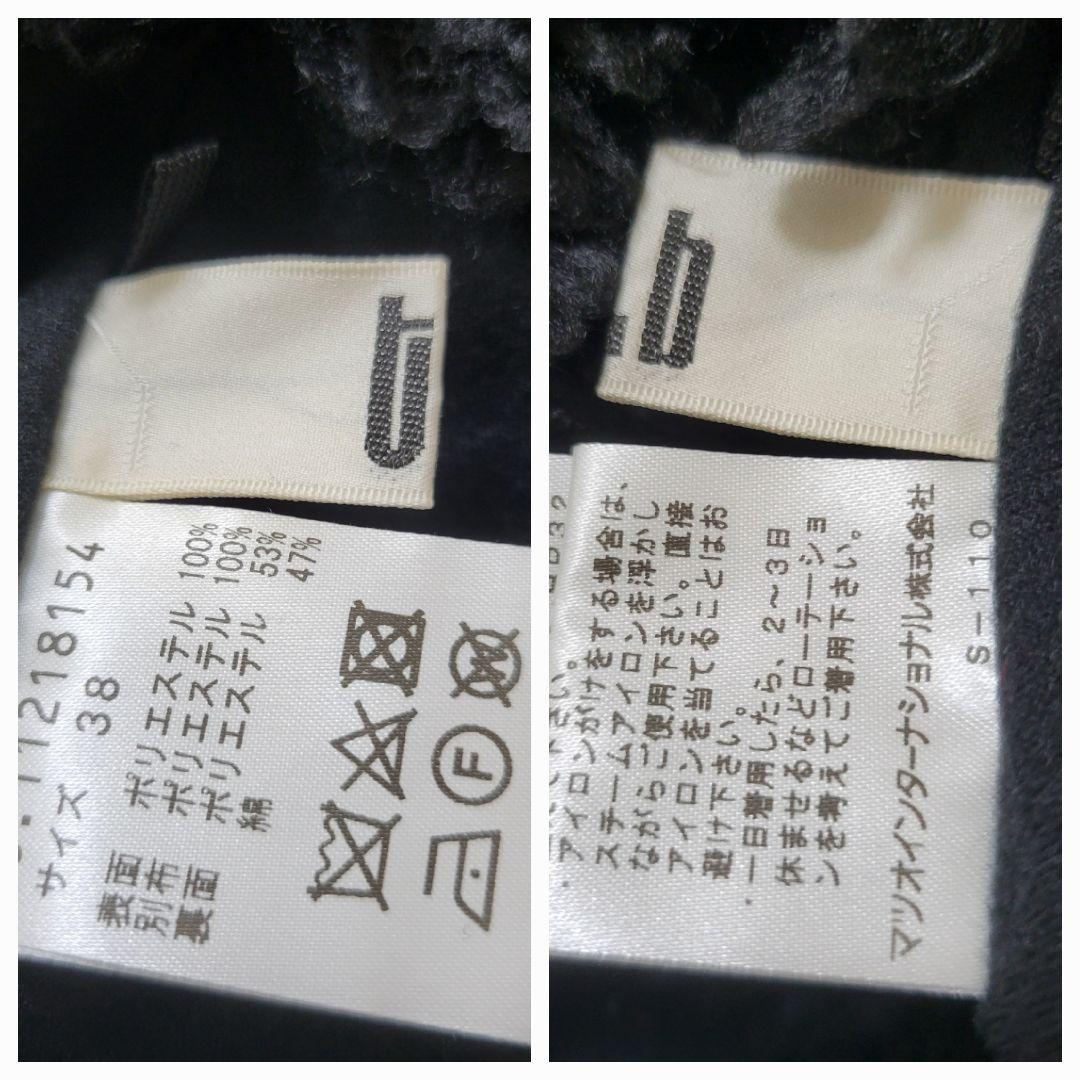 218154
サイズ 38
表面 ポリエステル 100%
別布 ポリエステル 100%
裏面 ポリエステル 53%
綿 47%
F
W
アイロンがけをする場合は、
スチームアイロンを浮かし
ながらご使用下さい。直接
アイロンを当てることはお
避け下さい。
・一日着用したら、2〜3日
休ませるなどローテーショ
ンを考えてご着用下さい。
マツオインターナショナル株式会社
S-110